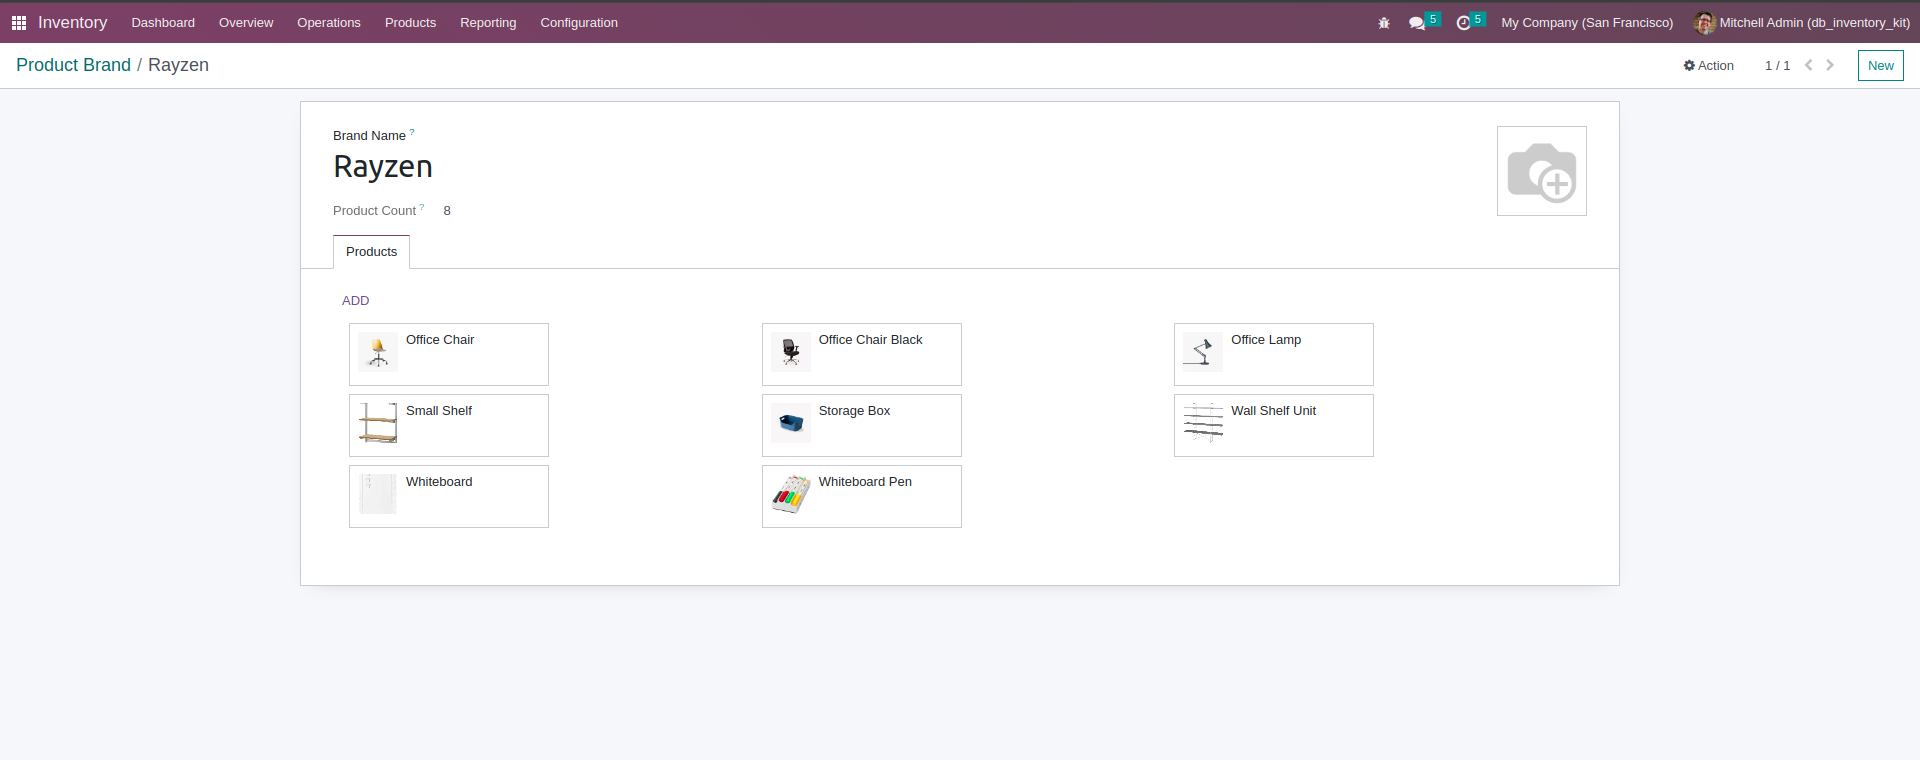 Inventory Dashboard Overview Operations Products Reporting Configuration 5 5 My Company (San Francisco) Mitchell Admin (db_inventory_kit)
Product Brand / Rayzen Action 1 / 1 New
Brand Name ?
Rayzen
Product Count ? 8
Products
ADD
Office Chair Office Chair Black Office Lamp
Small Shelf Storage Box Wall Shelf Unit
Whiteboard Whiteboard Pen